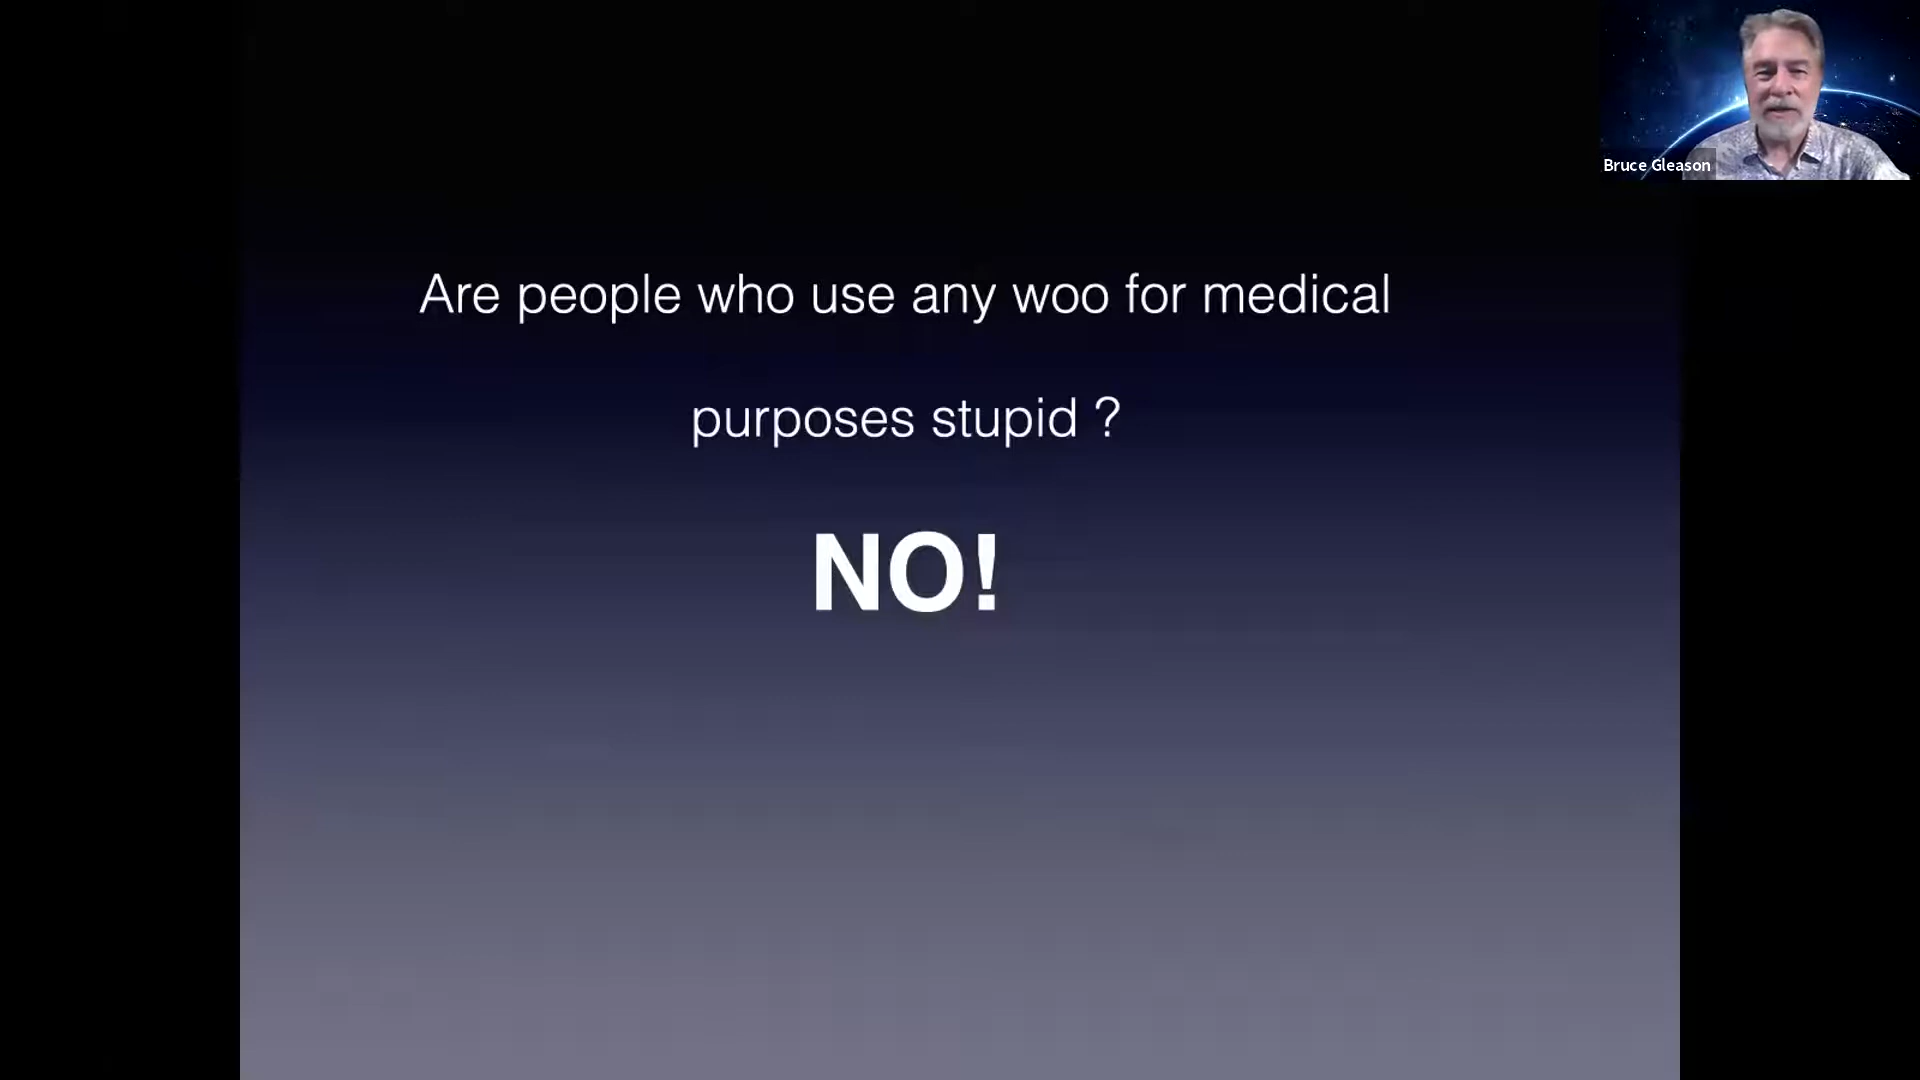 Are people who use any woo for medical
purposes stupid ?
NO!
Bruce Gleason